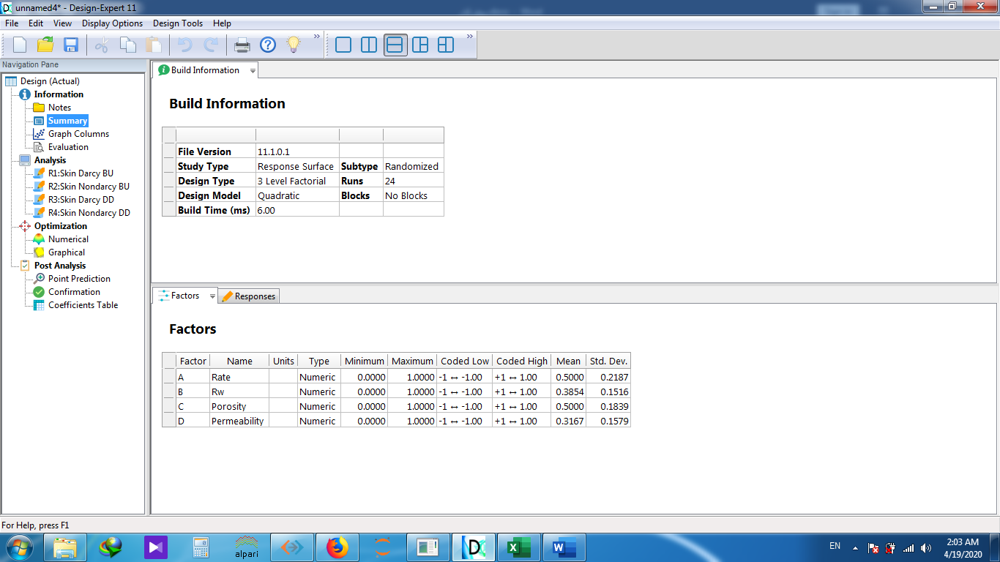 unnamed4* - Design-Expert 11
File Edit View Display Options Design Tools Help
Navigation Pane
Design (Actual)
Information
Notes
Summary
Graph Columns
Evaluation
Analysis
R1:Skin Darcy BU
R2:Skin Nondarcy BU
R3:Skin Darcy DD
R4:Skin Nondarcy DD
Optimization
Numerical
Graphical
Post Analysis
Point Prediction
Confirmation
Coefficients Table
Build Information
Build Information
File Version 11.1.0.1
Study Type Response Surface Subtype Randomized
Design Type 3 Level Factorial Runs 24
Design Model Quadratic Blocks No Blocks
Build Time (ms) 6.00
Factors Responses
Factors
Factor Name Units Type Minimum Maximum Coded Low Coded High Mean Std. Dev.
A Rate Numeric 0.0000 1.0000 -1 ↔ -1.00 +1 ↔ 1.00 0.5000 0.2187
B Rw Numeric 0.0000 1.0000 -1 ↔ -1.00 +1 ↔ 1.00 0.3854 0.1516
C Porosity Numeric 0.0000 1.0000 -1 ↔ -1.00 +1 ↔ 1.00 0.5000 0.1839
D Permeability Numeric 0.0000 1.0000 -1 ↔ -1.00 +1 ↔ 1.00 0.3167 0.1579
For Help, press F1
alpari
EN
2:03 AM
4/19/2020